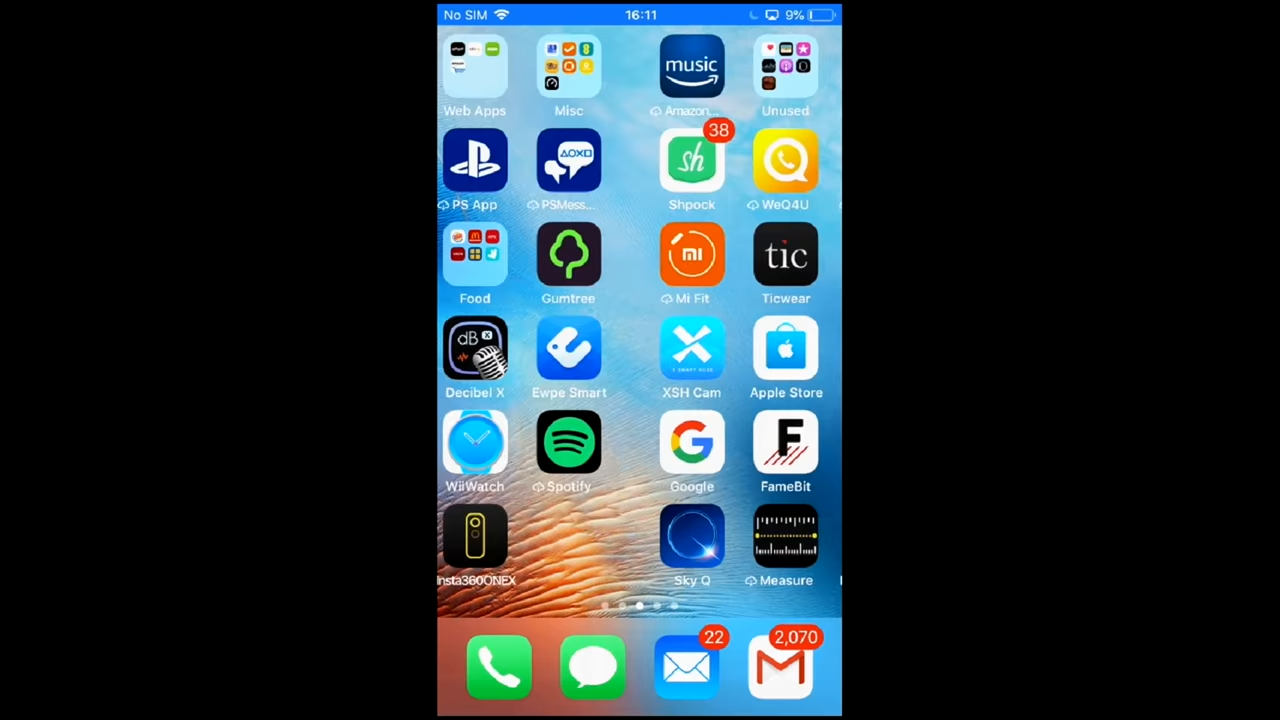 No SIM 16:11 9%
music
Web Apps Misc Amazon... Unused
38
sh
PS App PSMess... Shpock WeQ4U
mi tic
Food Gumtree Mi Fit Ticwear
dB X
Decibel X Ewpe Smart XSH Cam Apple Store
G F
WiiWatch Spotify Google FameBit
Insta360ONEX Sky Q Measure
22 2,070